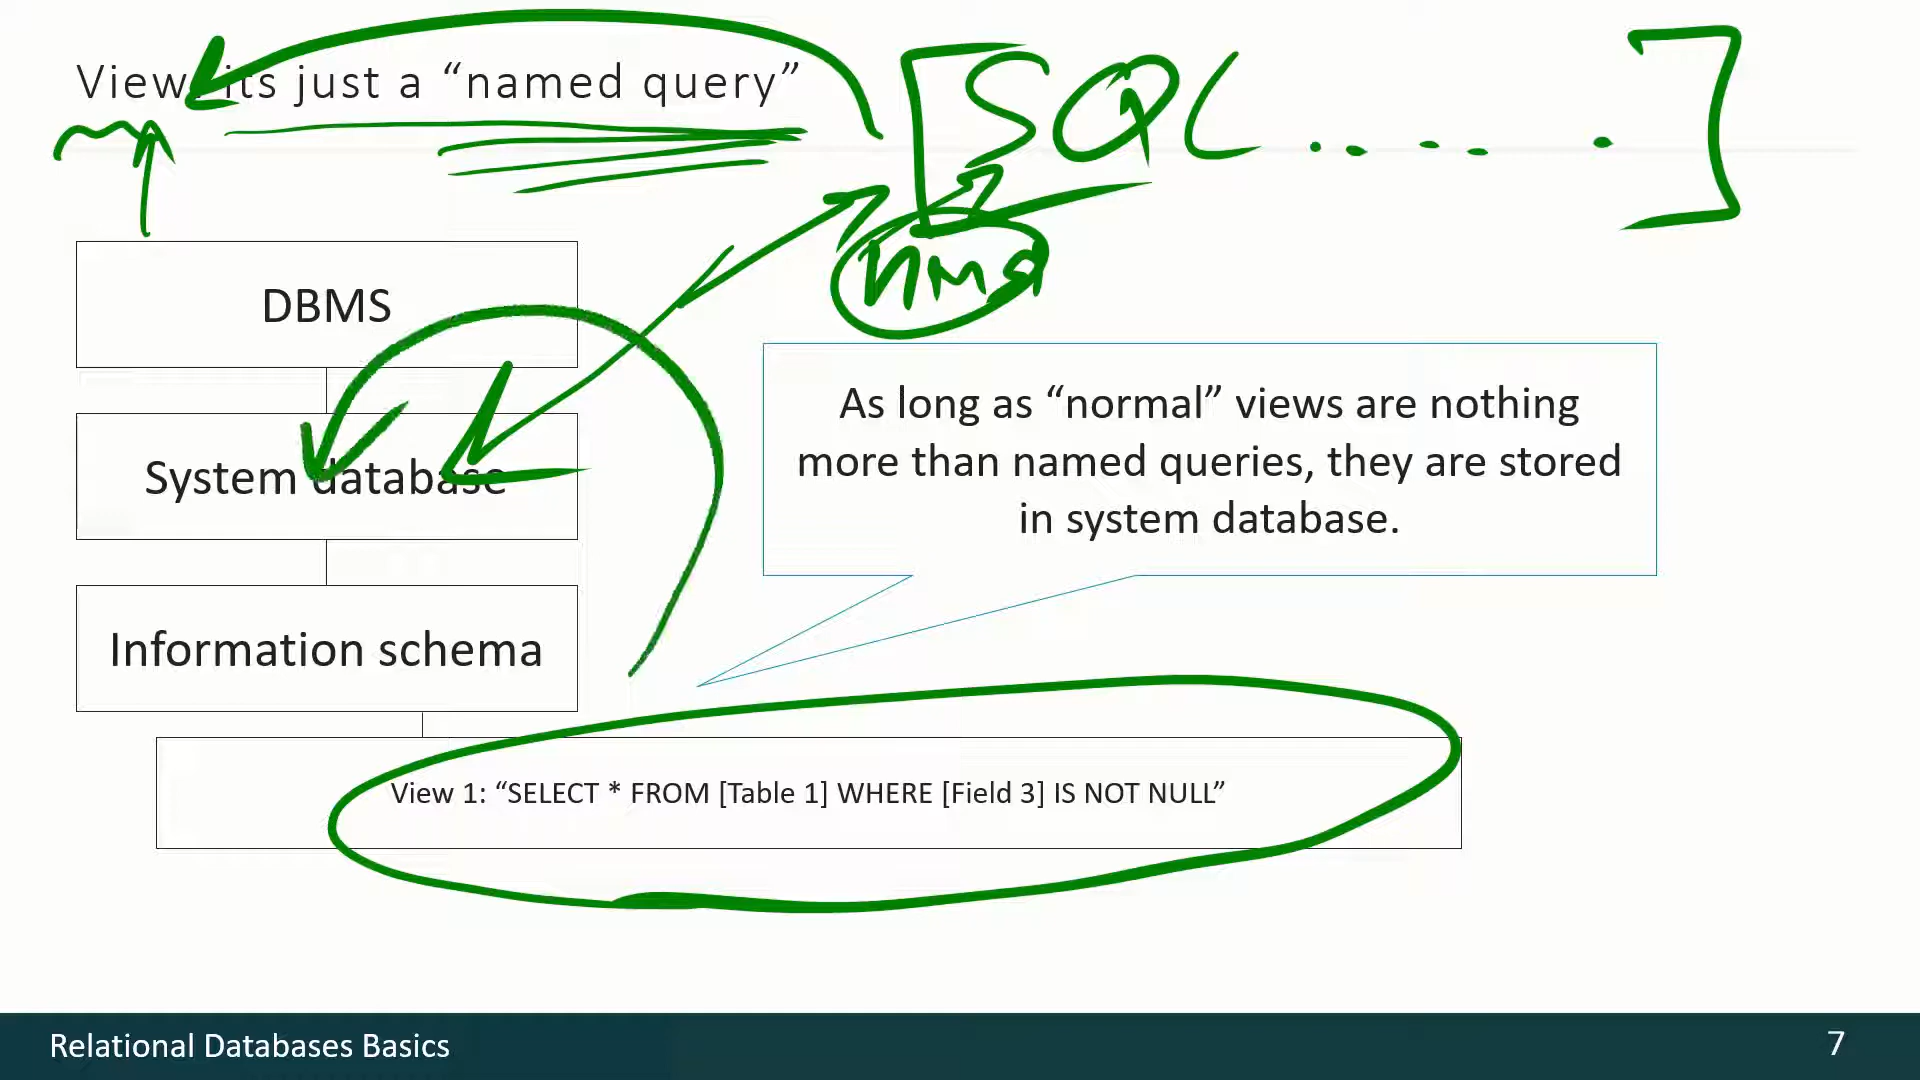 View: its just a “named query”
SQL
DBMS
System database
Information schema
As long as “normal” views are nothing
more than named queries, they are stored
in system database.
View 1: “SELECT * FROM [Table 1] WHERE [Field 3] IS NOT NULL”
Relational Databases Basics
7